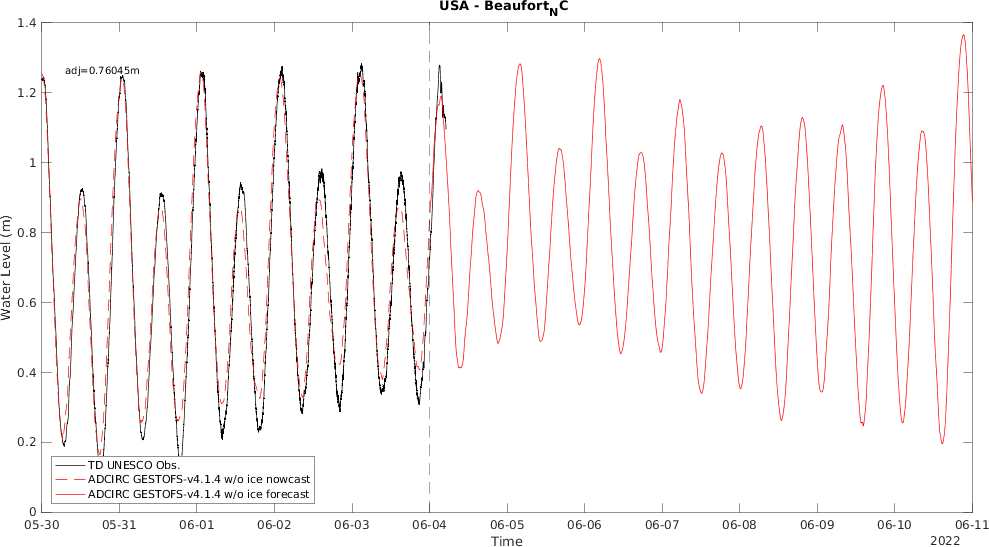 USA - Beaufort_NC
1.4
adj=0.76045m
1.2
1
0.8
Water Level (m)
0.6
0.4
0.2
TD UNESCO Obs.
ADCIRC GESTOFS-v4.1.4 w/o ice nowcast
ADCIRC GESTOFS-v4.1.4 w/o ice forecast
0
05-30 05-31 06-01 06-02 06-03 06-04 06-05 06-06 06-07 06-08 06-09 06-10 06-11
Time
2022